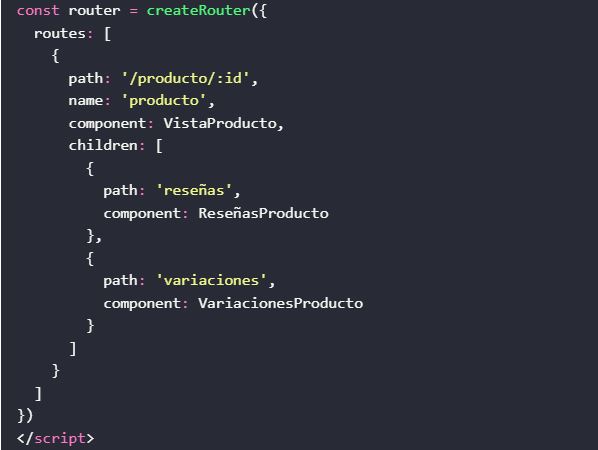 const router = createRouter({
  routes: [
    {
      path: '/producto/:id',
      name: 'producto',
      component: VistaProducto,
      children: [
        {
          path: 'reseñas',
          component: ReseñasProducto
        },
        {
          path: 'variaciones',
          component: VariacionesProducto
        }
      ]
    }
  ]
})
</script>